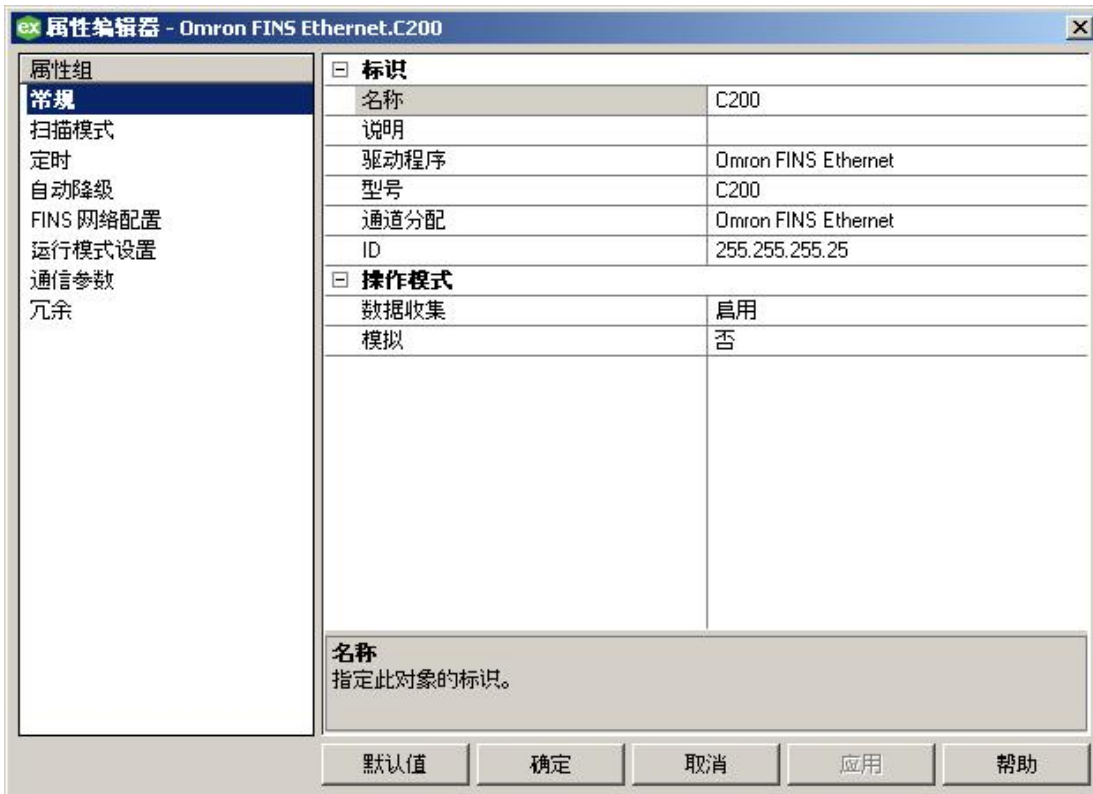 ex 属性编辑器 - Omron FINS Ethernet.C200
属性组
常规
扫描模式
定时
自动降级
FINS 网络配置
运行模式设置
通信参数
冗余
标识
名称 C200
说明
驱动程序 Omron FINS Ethernet
型号 C200
通道分配 Omron FINS Ethernet
ID 255.255.255.25
操作模式
数据收集 启用
模拟 否
名称
指定此对象的标识。
默认值 确定 取消 应用 帮助